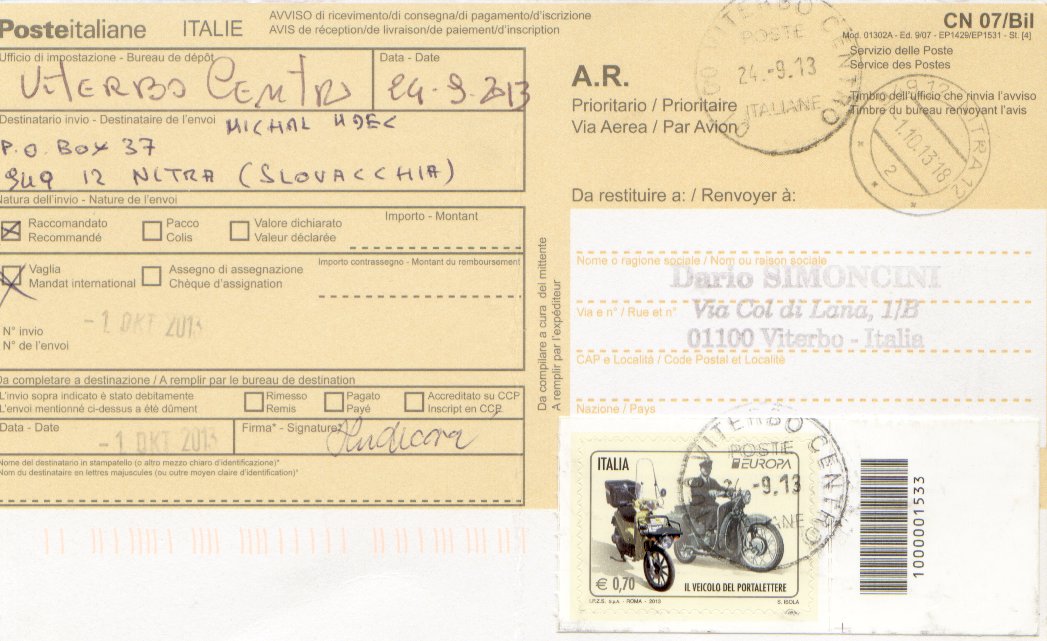 Posteitaliane ITALIE
AVVISO di ricevimento/di consegna/di pagamento/d'iscrizione
AVIS de réception/de livraison/de paiement/d'inscription
Ufficio di impostazione - Bureau de dépôt
Data - Date
VITERBO CENTRO
24-9-2013
Destinatario invio - Destinataire de l'envoi
MICHAL
P.O. BOX 37
949 12 NITRA (SLOVACCHIA)
Natura dell'invio - Nature de l'envoi
Raccomandato
Recommandé
Pacco
Colis
Valore dichiarato
Valeur déclarée
Importo - Montant
Vaglia
Mandat international
Assegno di assegnazione
Chèque d'assignation
Importo contrassegno - Montant du remboursement
N° invio
N° de l'envoi
-1 OKT 2013
Da completare a destinazione / A remplir par le bureau de destination
L'invio sopra indicato è stato debitamente
L'envoi mentionné ci-dessus a été dûment
Rimesso
Remis
Pagato
Payé
Accreditato su CCP
Inscript en CCP
Data - Date
-1 OKT 2013
Firma* - Signature*
Nome del destinatario in stampatello (o altro mezzo chiaro d'identificazione)*
Nom du destinataire en lettres majuscules (ou outre moyen claire d'identification)*
Da compilare a cura del mittente
A remplir par l'expéditeur
CN 07/Bil
Mod. 01302A - Ed. 9/07 - EP1429/EP1531 - St. [4]
Servizio delle Poste
Service des Postes
Timbro dell'ufficio che rinvia l'avviso
Timbre du bureau renvoyant l'avis
A.R.
Prioritario / Prioritaire
Via Aerea / Par Avion
VITERBO CENTRO
POSTE
24.-9.13
ITALIANE
NITRA 12
1.10.13-18
2
Da restituire a: / Renvoyer à:
Nome o ragione sociale / Nom ou raison sociale
Dario SIMONCINI
Via e n° / Rue et n°
Via Col di Lana, 1/B
01100 Viterbo - Italia
CAP e Località / Code Postal et Localité
Nazione / Pays
VITERBO CENTRO
POSTE
-9.13
ITALIA
EUROPA
€ 0,70
IL VEICOLO DEL PORTALETTERE
I.P.Z.S. S.p.A. - ROMA - 2013
S. ISOLA
1000001533